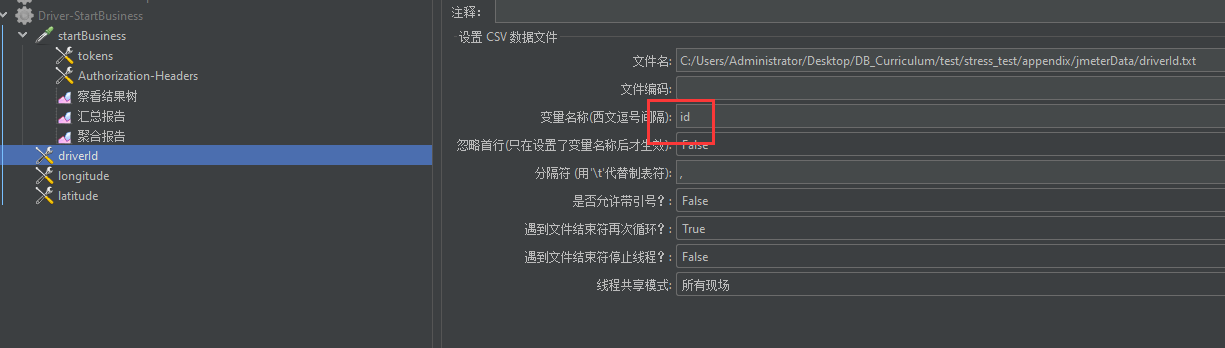 Driver-StartBusiness
startBusiness
tokens
Authorization-Headers
察看结果树
汇总报告
聚合报告
driverId
longitude
latitude
注释：
设置 CSV 数据文件
文件名: C:/Users/Administrator/Desktop/DB_Curriculum/test/stress_test/appendix/jmeterData/driverId.txt
文件编码:
变量名称(西文逗号间隔): id
忽略首行(只在设置了变量名称后才生效): False
分隔符 (用'\t'代替制表符): ,
是否允许带引号？: False
遇到文件结束符再次循环？: True
遇到文件结束符停止线程？: False
线程共享模式: 所有现场